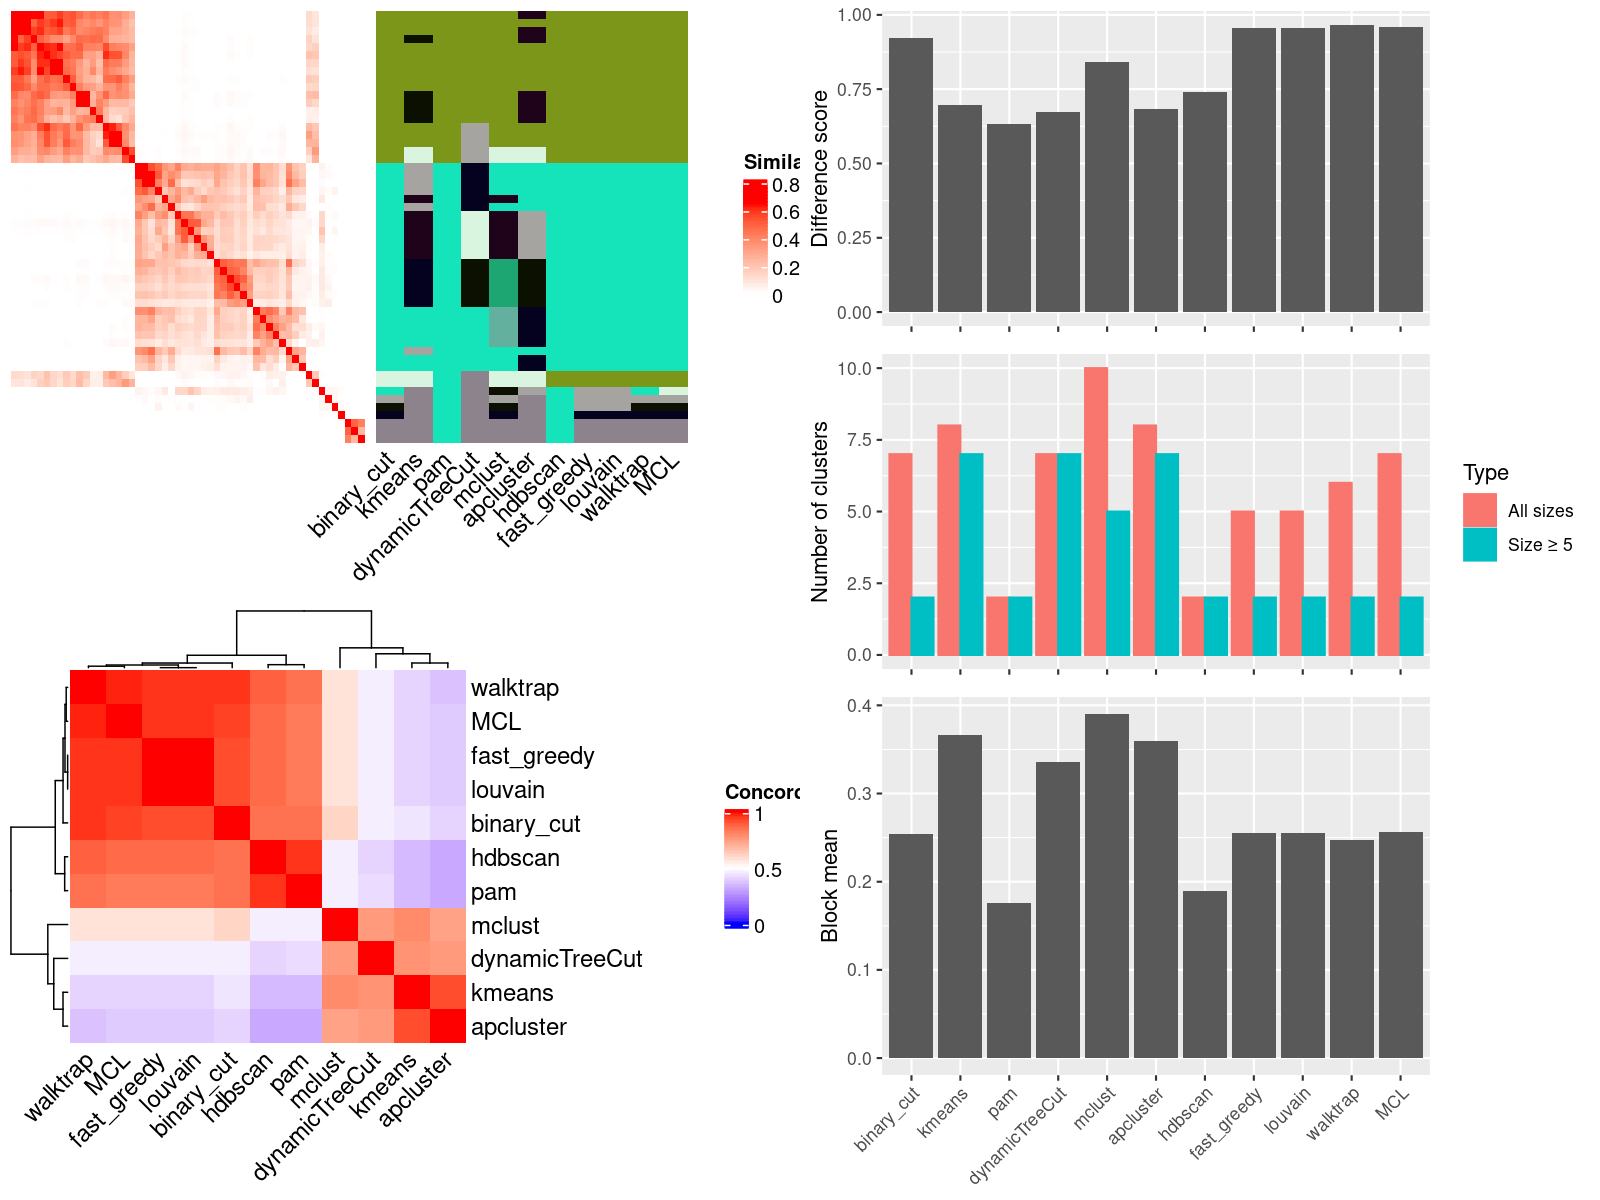 Simila
0.8
0.6
0.4
0.2
0
binary_cut
kmeans
pam
dynamicTreeCut
mclust
apcluster
hdbscan
fast_greedy
louvain
walktrap
MCL
walktrap
MCL
fast_greedy
louvain
binary_cut
hdbscan
pam
mclust
dynamicTreeCut
kmeans
apcluster
walktrap
MCL
fast_greedy
louvain
binary_cut
hdbscan
pam
mclust
dynamicTreeCut
kmeans
apcluster
Concord
1
0.5
0
Difference score
1.00
0.75
0.50
0.25
0.00
Number of clusters
10.0
7.5
5.0
2.5
0.0
Type
All sizes
Size ≥ 5
Block mean
0.4
0.3
0.2
0.1
0.0
binary_cut
kmeans
pam
dynamicTreeCut
mclust
apcluster
hdbscan
fast_greedy
louvain
walktrap
MCL